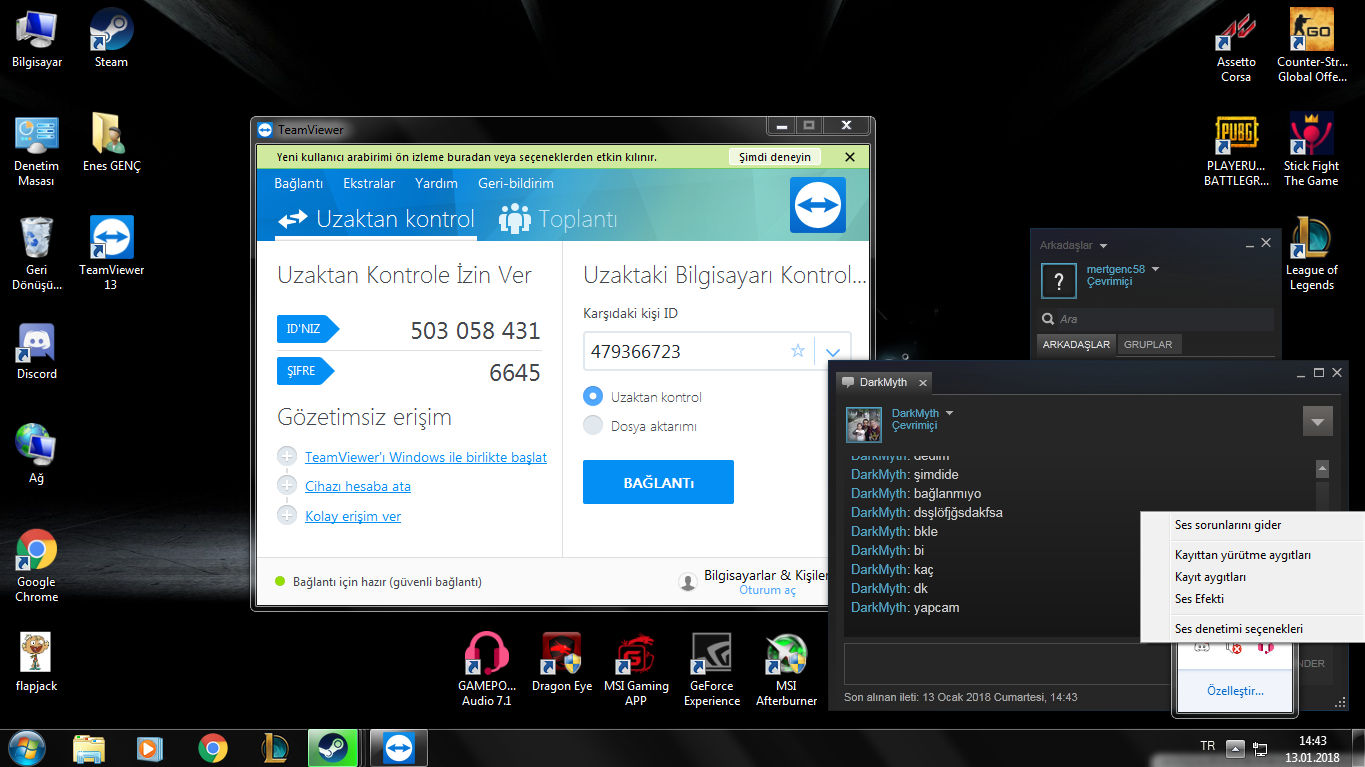 Bilgisayar
Steam
Denetim
Masası
Enes GENÇ
Geri
Dönüşü...
TeamViewer
13
Discord
Ağ
Google
Chrome
flapjack
TeamViewer
Yeni kullanıcı arabirimi ön izleme buradan veya seçeneklerden etkin kılınır.
Şimdi deneyin
Bağlantı Ekstralar Yardım Geri-bildirim
Uzaktan kontrol Toplantı
Uzaktan Kontrole İzin Ver
ID'NIZ 503 058 431
ŞIFRE 6645
Gözetimsiz erişim
TeamViewer'ı Windows ile birlikte başlat
Cihazı hesaba ata
Kolay erişim ver
Uzaktaki Bilgisayarı Kontrol...
Karşıdaki kişi ID
479366723
Uzaktan kontrol
Dosya aktarımı
BAĞLANTı
Bağlantı için hazır (güvenli bağlantı)
Bilgisayarlar & Kişiler
Oturum aç
GAMEPO...
Audio 7.1
Dragon Eye
MSI Gaming
APP
GeForce
Experience
MSI
Afterburner
Assetto
Corsa
GO
Counter-Str...
Global Offe...
PUBG
PLAYERU...
BATTLEGR...
Stick Fight
The Game
League of
Legends
Arkadaşlar
?
mertgenc58
Çevrimiçi
Ara
ARKADAŞLAR GRUPLAR
DarkMyth
DarkMyth
Çevrimiçi
DarkMyth: dedim
DarkMyth: şimdide
DarkMyth: bağlanmıyo
DarkMyth: dsşlöfjğsdakfsa
DarkMyth: bkle
DarkMyth: bi
DarkMyth: kaç
DarkMyth: dk
DarkMyth: yapcam
NDER
Son alınan ileti: 13 Ocak 2018 Cumartesi, 14:43
Ses sorunlarını gider
Kayıttan yürütme aygıtları
Kayıt aygıtları
Ses Efekti
Ses denetimi seçenekleri
Özelleştir...
TR
14:43
13.01.2018